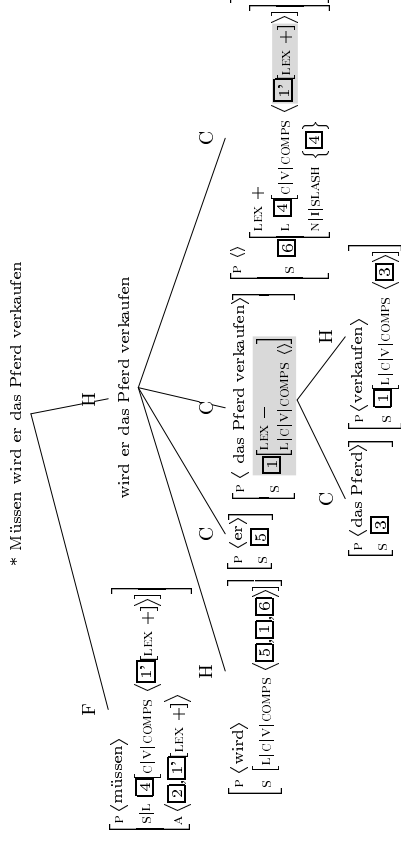 * Müssen wird er das Pferd verkaufen
F
H
P ⟨müssen⟩
S|L [4] [C|V|COMPS ⟨[1'][LEX +]⟩]
A ⟨[2], [1'][LEX +]⟩
wird er das Pferd verkaufen
H
C
C
C
P ⟨wird⟩
S [L|C|V|COMPS ⟨[5],[1],[6]⟩]
P ⟨er⟩
S [5]
P ⟨das Pferd verkaufen⟩
S [1] [LEX −
L|C|V|COMPS ⟨⟩]
P ⟨⟩
S [6] [LEX +
L [4] [C|V|COMPS ⟨[1'][LEX +]⟩]
N|I|SLASH {[4]}]
C
H
P ⟨das Pferd⟩
S [3]
P ⟨verkaufen⟩
S [1] [L|C|V|COMPS ⟨[3]⟩]